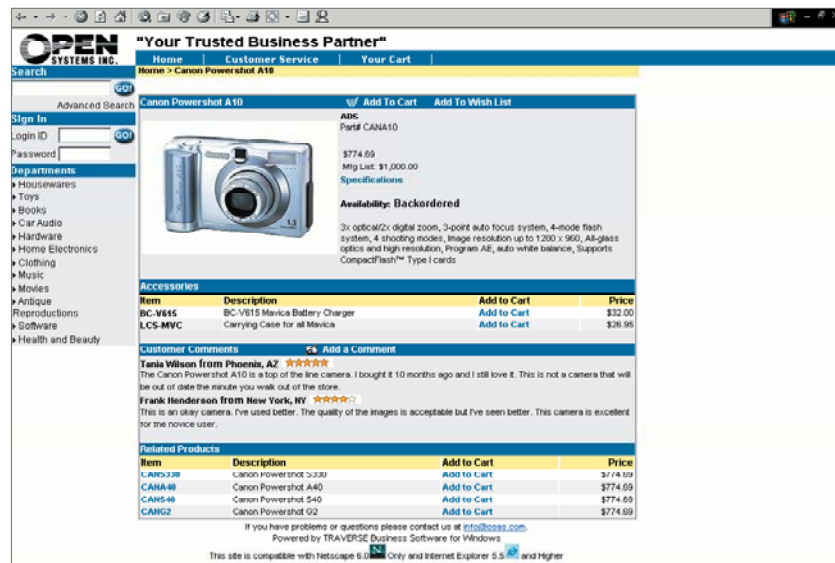 OPEN
SYSTEMS INC.
"Your Trusted Business Partner"
Home | Customer Service | Your Cart |
Home > Canon Powershot A10
Search
GO!
Advanced Search
Sign In
Login ID GO!
Password
Departments
Housewares
Toys
Books
Car Audio
Hardware
Home Electronics
Clothing
Music
Movies
Antique
Reproductions
Software
Health and Beauty
Canon Powershot A10 Add To Cart Add To Wish List
ADS
Part# CANA10
$774.69
Mfg List: $1,000.00
Specifications
Availability: Backordered
3x optical/2x digital zoom, 3-point auto focus system, 4-mode flash
system, 4 shooting modes, Image resolution up to 1280 x 960, All-glass
optics and high resolution, Program AE, auto white balance, Supports
CompactFlash™ Type I cards
Canon
1.3
Accessories
Item Description Add to Cart Price
BC-V615 BC-V615 Mavica Battery Charger Add to Cart $32.00
LCS-MVC Carrying Case for all Mavica Add to Cart $26.95
Customer Comments Add a Comment
Tania Wilson from Phoenix, AZ
The Canon Powershot A10 is a top of the line camera. I bought it 10 months ago and I still love it. This is not a camera that will
be out of date the minute you walk out of the store.
Frank Henderson from New York, NY
This is an okay camera. I've used better. The quality of the images is acceptable but I've seen better. This camera is excellent
for the novice user.
Related Products
Item Description Add to Cart Price
CANS330 Canon Powershot S330 Add to Cart $774.69
CANA40 Canon Powershot A40 Add to Cart $774.69
CANS40 Canon Powershot S40 Add to Cart $774.69
CANG2 Canon Powershot G2 Add to Cart $774.69
If you have problems or questions please contact us at info@osas.com.
Powered by TRAVERSE Business Software for Windows
This site is compatible with Netscape 6.0 Only and Internet Explorer 5.5 and Higher